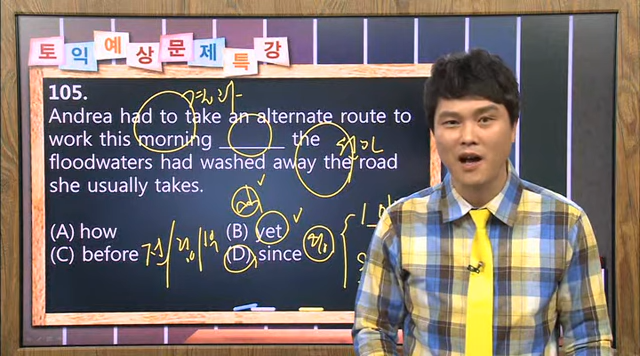 토익예상문제특강
105.
Andrea had to take an alternate route to
work this morning ______ the
floodwaters had washed away the road
she usually takes.
(A) how (B) yet
(C) before (D) since